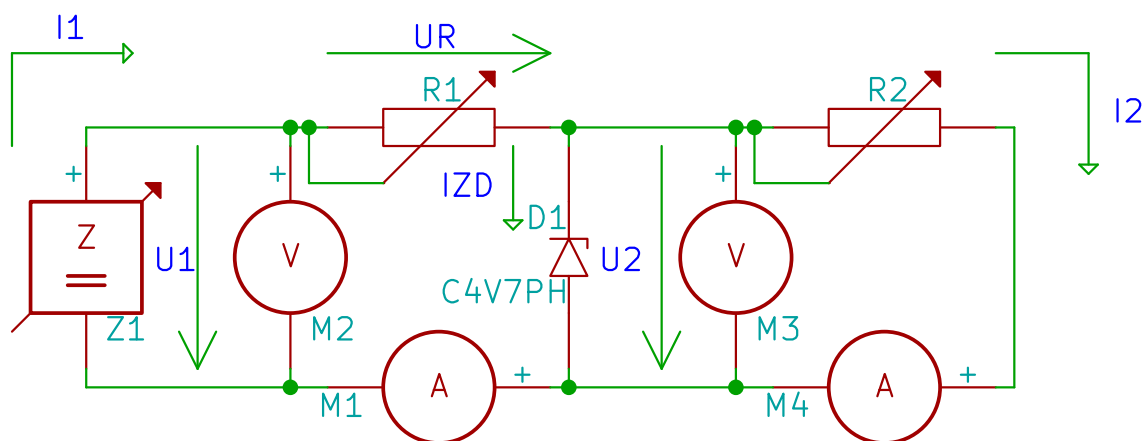 I1
UR
R1
R2
I2
+
+
+
Z
IZD
D1
V
U1
V
U2
C4V7PH
Z1
M2
M3
A
+
A
+
M1
M4